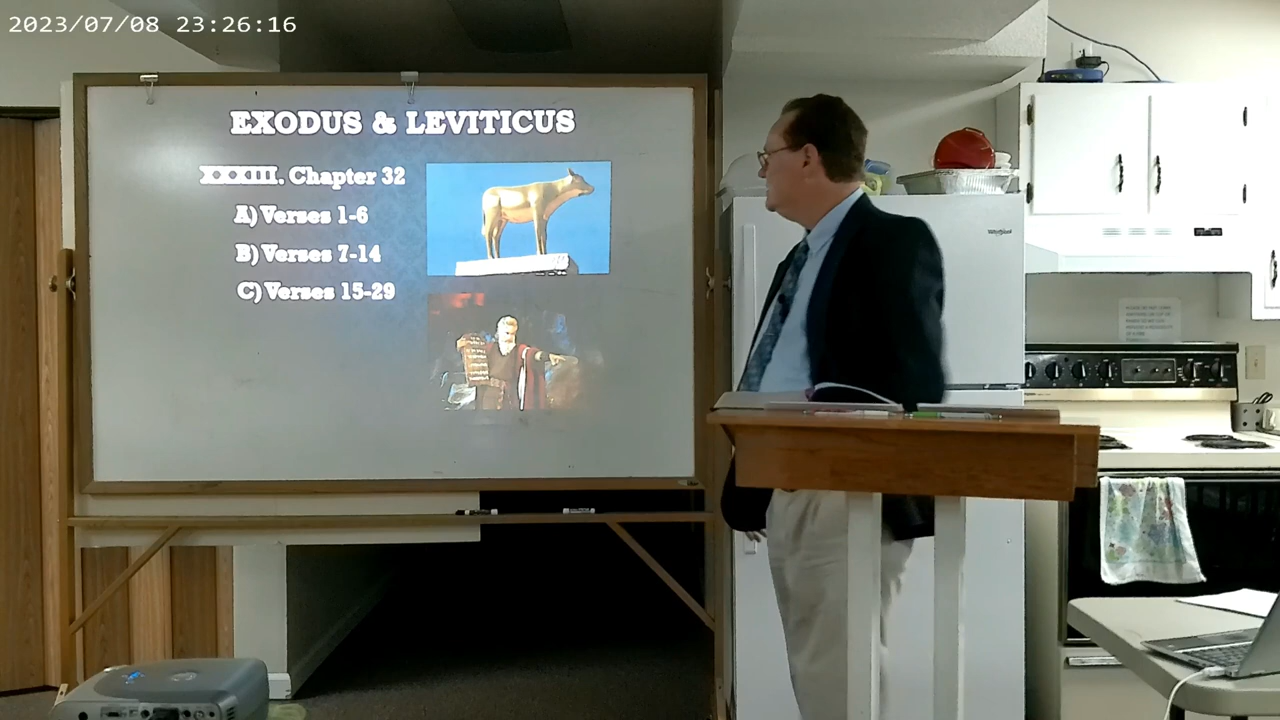 2023/07/08 23:26:16
EXODUS & LEVITICUS
XXXIII. Chapter 32
A) Verses 1-6
B) Verses 7-14
C) Verses 15-29
Whirlpool